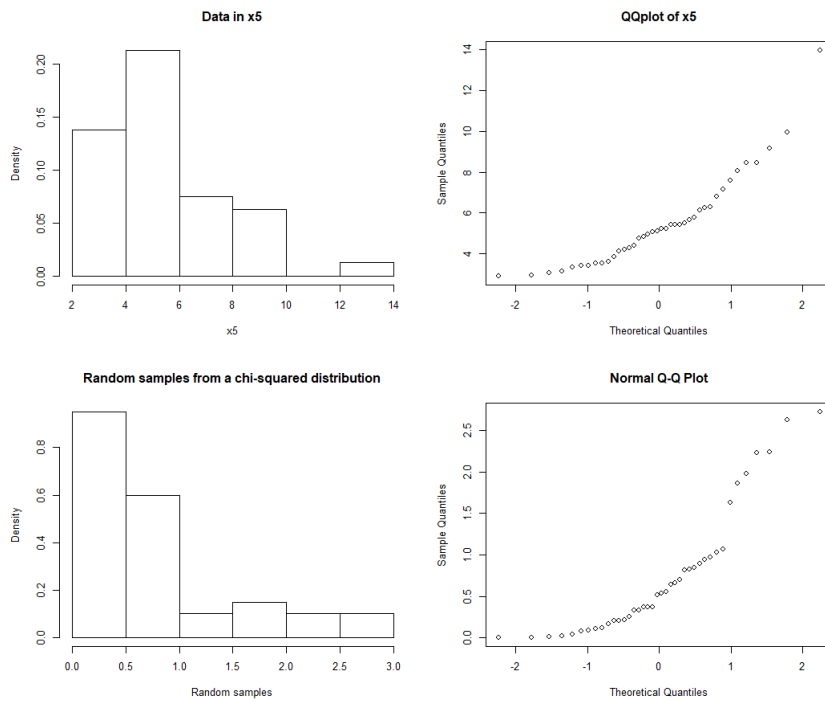 Data in x5
Density
0.00
0.05
0.10
0.15
0.20
2 4 6 8 10 12 14
x5
QQplot of x5
Sample Quantiles
4
6
8
10
12
14
-2 -1 0 1 2
Theoretical Quantiles
Random samples from a chi-squared distribution
Density
0.0
0.2
0.4
0.6
0.8
0.0 0.5 1.0 1.5 2.0 2.5 3.0
Random samples
Normal Q-Q Plot
Sample Quantiles
0.0
0.5
1.0
1.5
2.0
2.5
-2 -1 0 1 2
Theoretical Quantiles